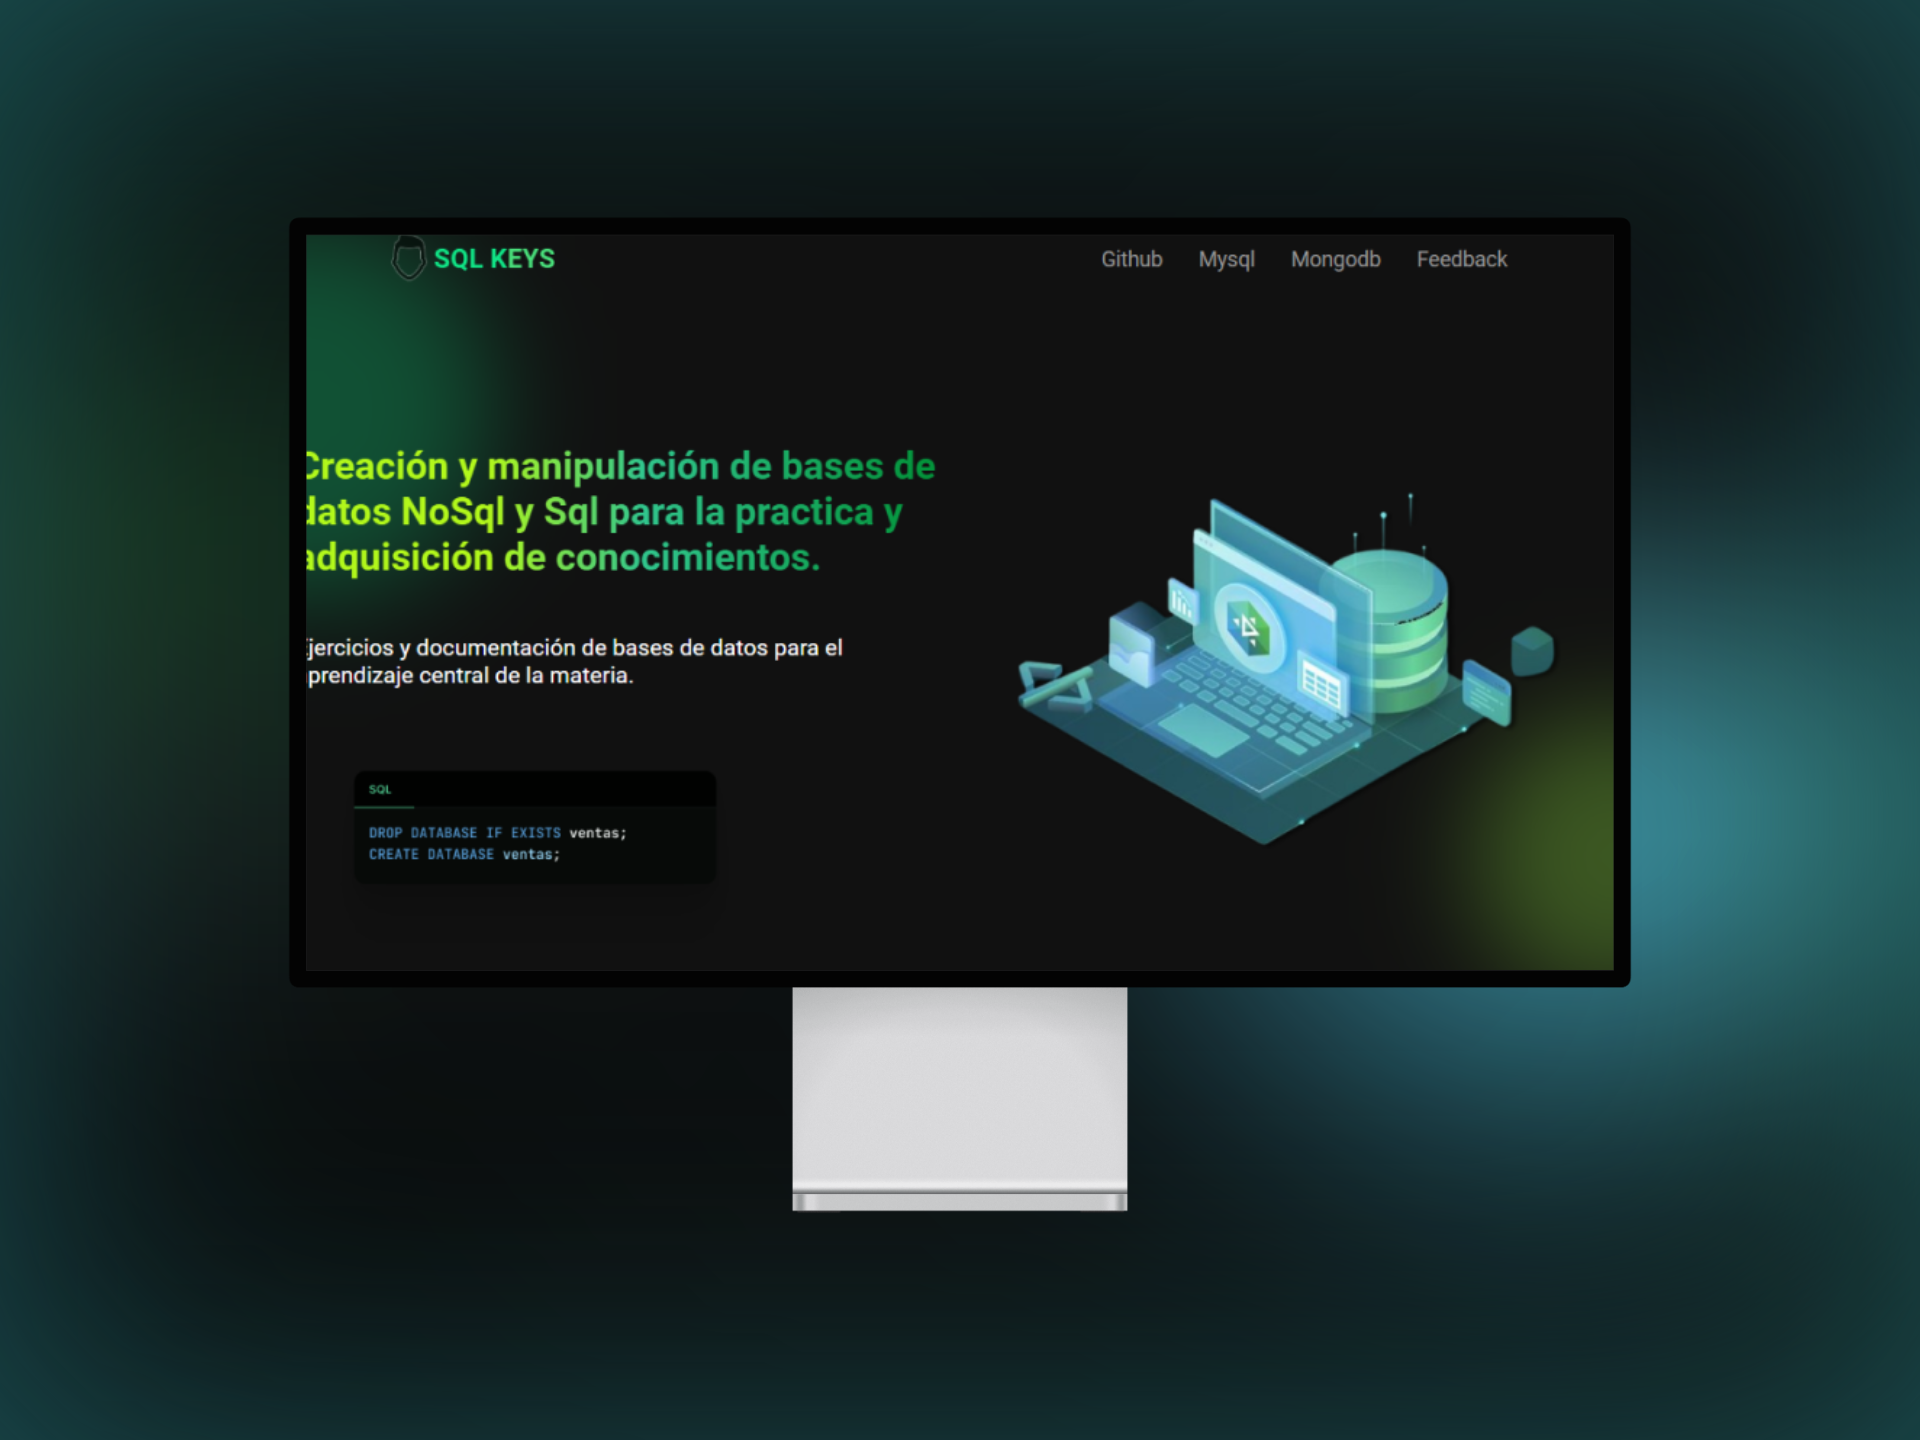 SQL KEYS
Github Mysql Mongodb Feedback
Creación y manipulación de bases de
datos NoSql y Sql para la practica y
adquisición de conocimientos.
Ejercicios y documentación de bases de datos para el
aprendizaje central de la materia.
SQL
DROP DATABASE IF EXISTS ventas;
CREATE DATABASE ventas;